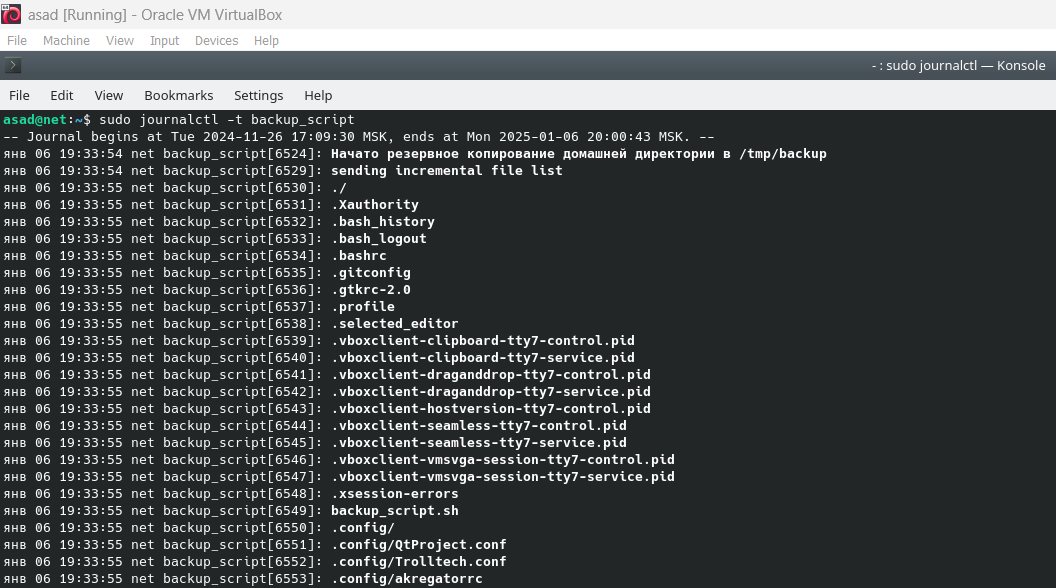 asad [Running] - Oracle VM VirtualBox
File Machine View Input Devices Help
- : sudo journalctl — Konsole
File Edit View Bookmarks Settings Help
asad@net:~$ sudo journalctl -t backup_script
-- Journal begins at Tue 2024-11-26 17:09:30 MSK, ends at Mon 2025-01-06 20:00:43 MSK. --
янв 06 19:33:54 net backup_script[6524]: Начато резервное копирование домашней директории в /tmp/backup
янв 06 19:33:54 net backup_script[6529]: sending incremental file list
янв 06 19:33:55 net backup_script[6530]: ./
янв 06 19:33:55 net backup_script[6531]: .Xauthority
янв 06 19:33:55 net backup_script[6532]: .bash_history
янв 06 19:33:55 net backup_script[6533]: .bash_logout
янв 06 19:33:55 net backup_script[6534]: .bashrc
янв 06 19:33:55 net backup_script[6535]: .gitconfig
янв 06 19:33:55 net backup_script[6536]: .gtkrc-2.0
янв 06 19:33:55 net backup_script[6537]: .profile
янв 06 19:33:55 net backup_script[6538]: .selected_editor
янв 06 19:33:55 net backup_script[6539]: .vboxclient-clipboard-tty7-control.pid
янв 06 19:33:55 net backup_script[6540]: .vboxclient-clipboard-tty7-service.pid
янв 06 19:33:55 net backup_script[6541]: .vboxclient-draganddrop-tty7-control.pid
янв 06 19:33:55 net backup_script[6542]: .vboxclient-draganddrop-tty7-service.pid
янв 06 19:33:55 net backup_script[6543]: .vboxclient-hostversion-tty7-control.pid
янв 06 19:33:55 net backup_script[6544]: .vboxclient-seamless-tty7-control.pid
янв 06 19:33:55 net backup_script[6545]: .vboxclient-seamless-tty7-service.pid
янв 06 19:33:55 net backup_script[6546]: .vboxclient-vmsvga-session-tty7-control.pid
янв 06 19:33:55 net backup_script[6547]: .vboxclient-vmsvga-session-tty7-service.pid
янв 06 19:33:55 net backup_script[6548]: .xsession-errors
янв 06 19:33:55 net backup_script[6549]: backup_script.sh
янв 06 19:33:55 net backup_script[6550]: .config/
янв 06 19:33:55 net backup_script[6551]: .config/QtProject.conf
янв 06 19:33:55 net backup_script[6552]: .config/Trolltech.conf
янв 06 19:33:55 net backup_script[6553]: .config/akregatorrc